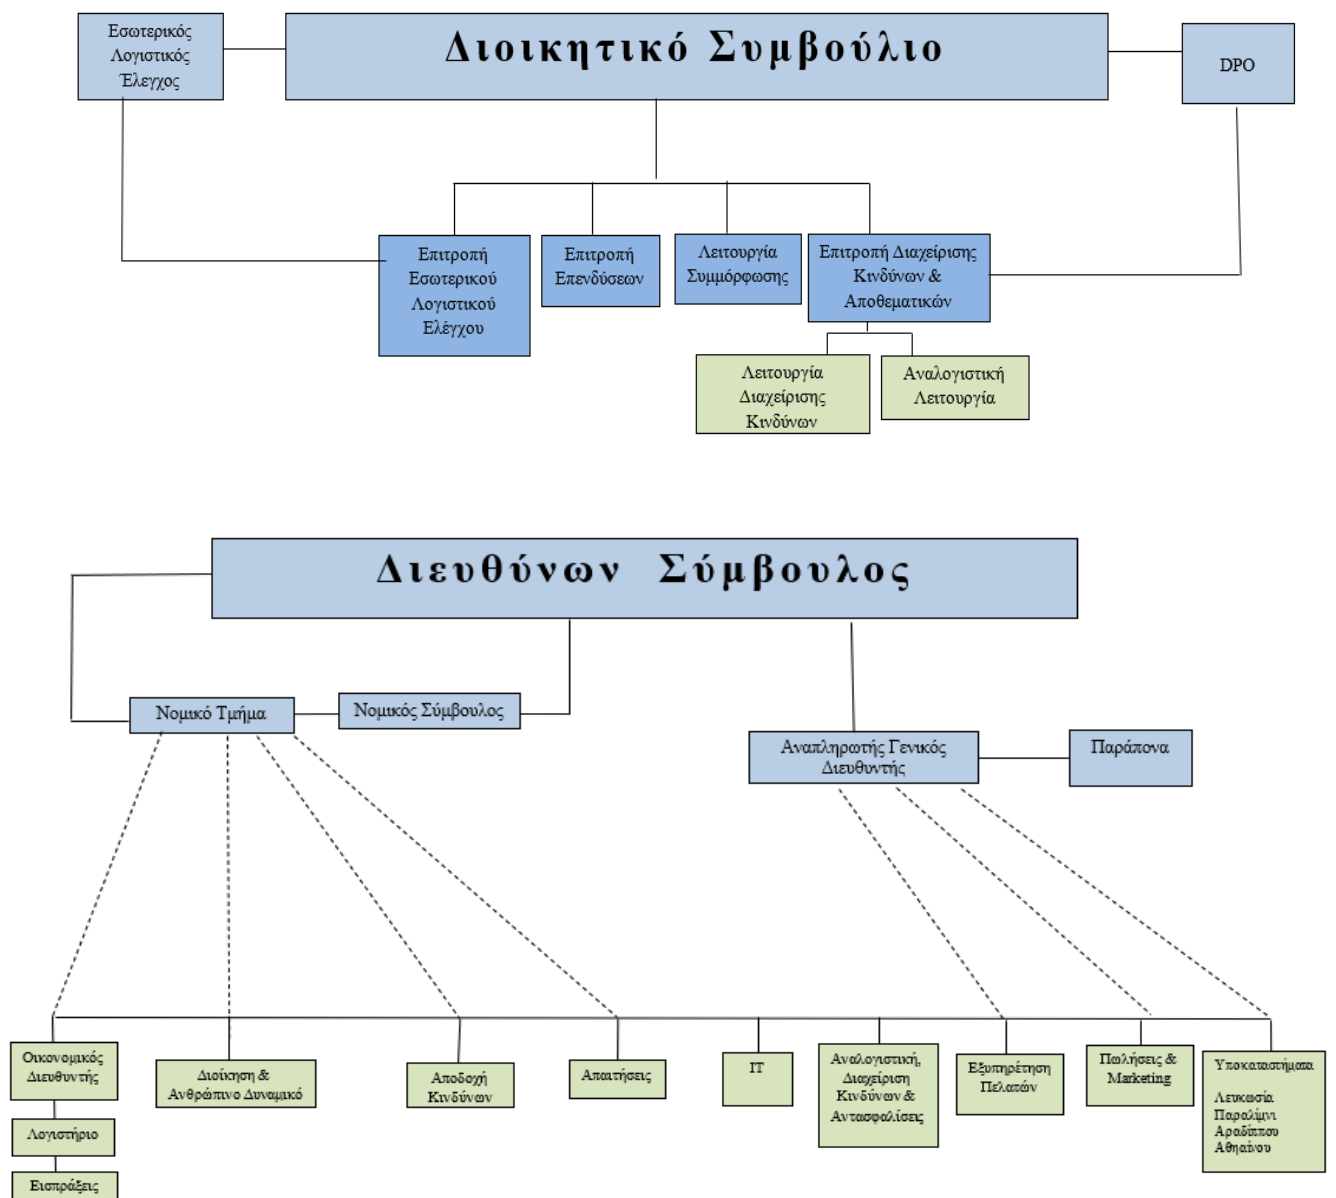 Εσωτερικός
Λογιστικός
Έλεγχος
Διοικητικό Συμβούλιο
DPO
Επιτροπή
Εσωτερικού
Λογιστικού
Ελέγχου
Επιτροπή
Επενδύσεων
Λειτουργία
Συμμόρφωσης
Επιτροπή Διαχείρισης
Κινδύνων &
Αποθεματικών
Λειτουργία
Διαχείρισης
Κινδύνων
Αναλογιστική
Λειτουργία
Διευθύνων Σύμβουλος
Νομικό Τμήμα
Νομικός Σύμβουλος
Αναπληρωτής Γενικός
Διευθυντής
Παράπονα
Οικονομικός
Διευθυντής
Λογιστήριο
Εισπράξεις
Διοίκηση &
Ανθρώπινο Δυναμικό
Αποδοχή
Κινδύνων
Απαιτήσεις
IT
Αναλογιστική,
Διαχείριση
Κινδύνων &
Αντασφαλίσεις
Εξυπηρέτηση
Πελατών
Πωλήσεις &
Marketing
Υποκαταστήματα
Λευκωσία
Παραλίμνι
Αραδίππου
Αθηαίνου